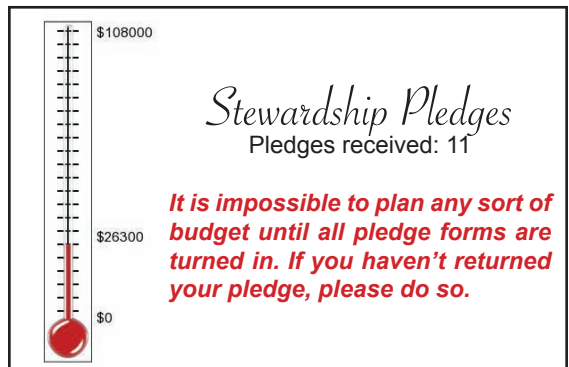 $108000
Stewardship Pledges
Pledges received: 11
It is impossible to plan any sort of
budget until all pledge forms are
turned in. If you haven’t returned
your pledge, please do so.
$26300
$0